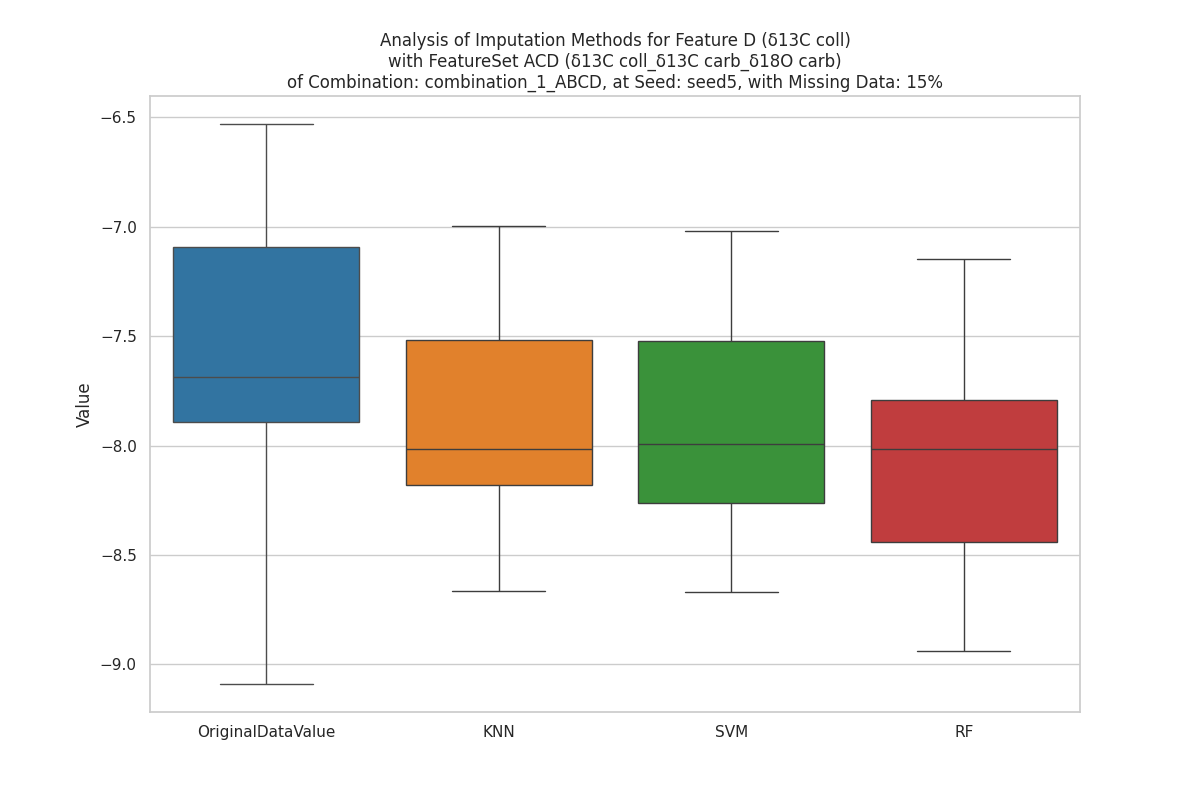 Analysis of Imputation Methods for Feature D (δ13C coll)
with FeatureSet ACD (δ13C coll_δ13C carb_δ18O carb)
of Combination: combination_1_ABCD, at Seed: seed5, with Missing Data: 15%
−6.5
−7.0
−7.5
−8.0
−8.5
−9.0
Value
OriginalDataValue
KNN
SVM
RF